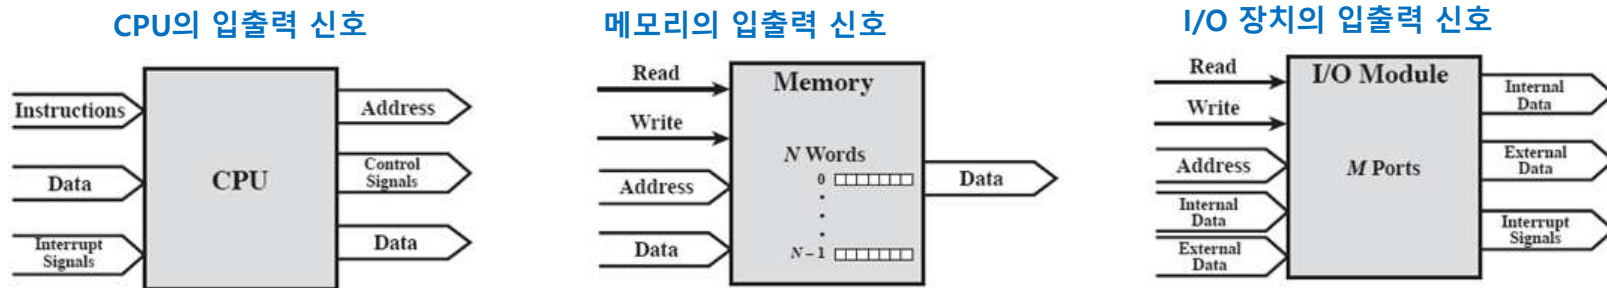 CPU의 입출력 신호
Instructions
Data
Interrupt
Signals
CPU
Address
Control
Signals
Data
메모리의 입출력 신호
Read
Write
Address
Data
Memory
N Words
0
N – 1
Data
I/O 장치의 입출력 신호
Read
Write
Address
Internal
Data
External
Data
I/O Module
M Ports
Internal
Data
External
Data
Interrupt
Signals